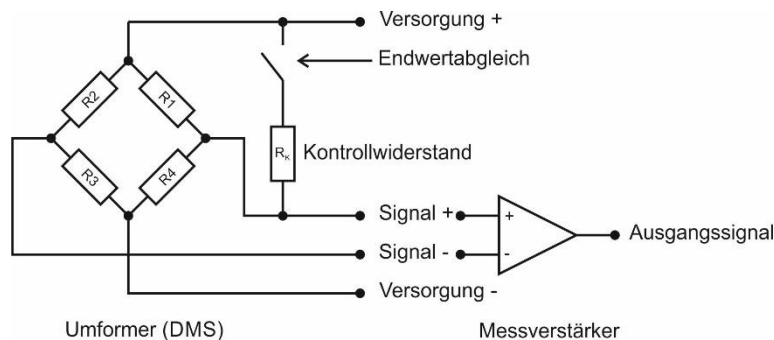 Versorgung +
Endwertabgleich
R2
R1
RK
Kontrollwiderstand
R3
R4
Signal +
+
Ausgangssignal
Signal -
-
Versorgung -
Umformer (DMS)
Messverstärker